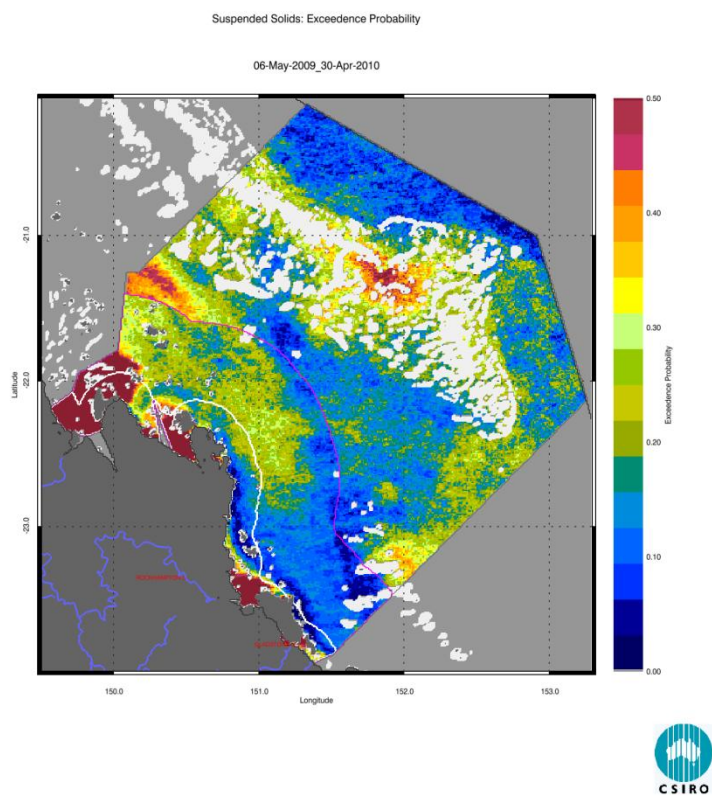 Suspended Solids: Exceedence Probability
06-May-2009_30-Apr-2010
0.50
0.40
0.30
0.20
0.10
0.00
Exceedence Probability
-21.0
-22.0
-23.0
Latitude
150.0 151.0 152.0 153.0
Longitude
CSIRO